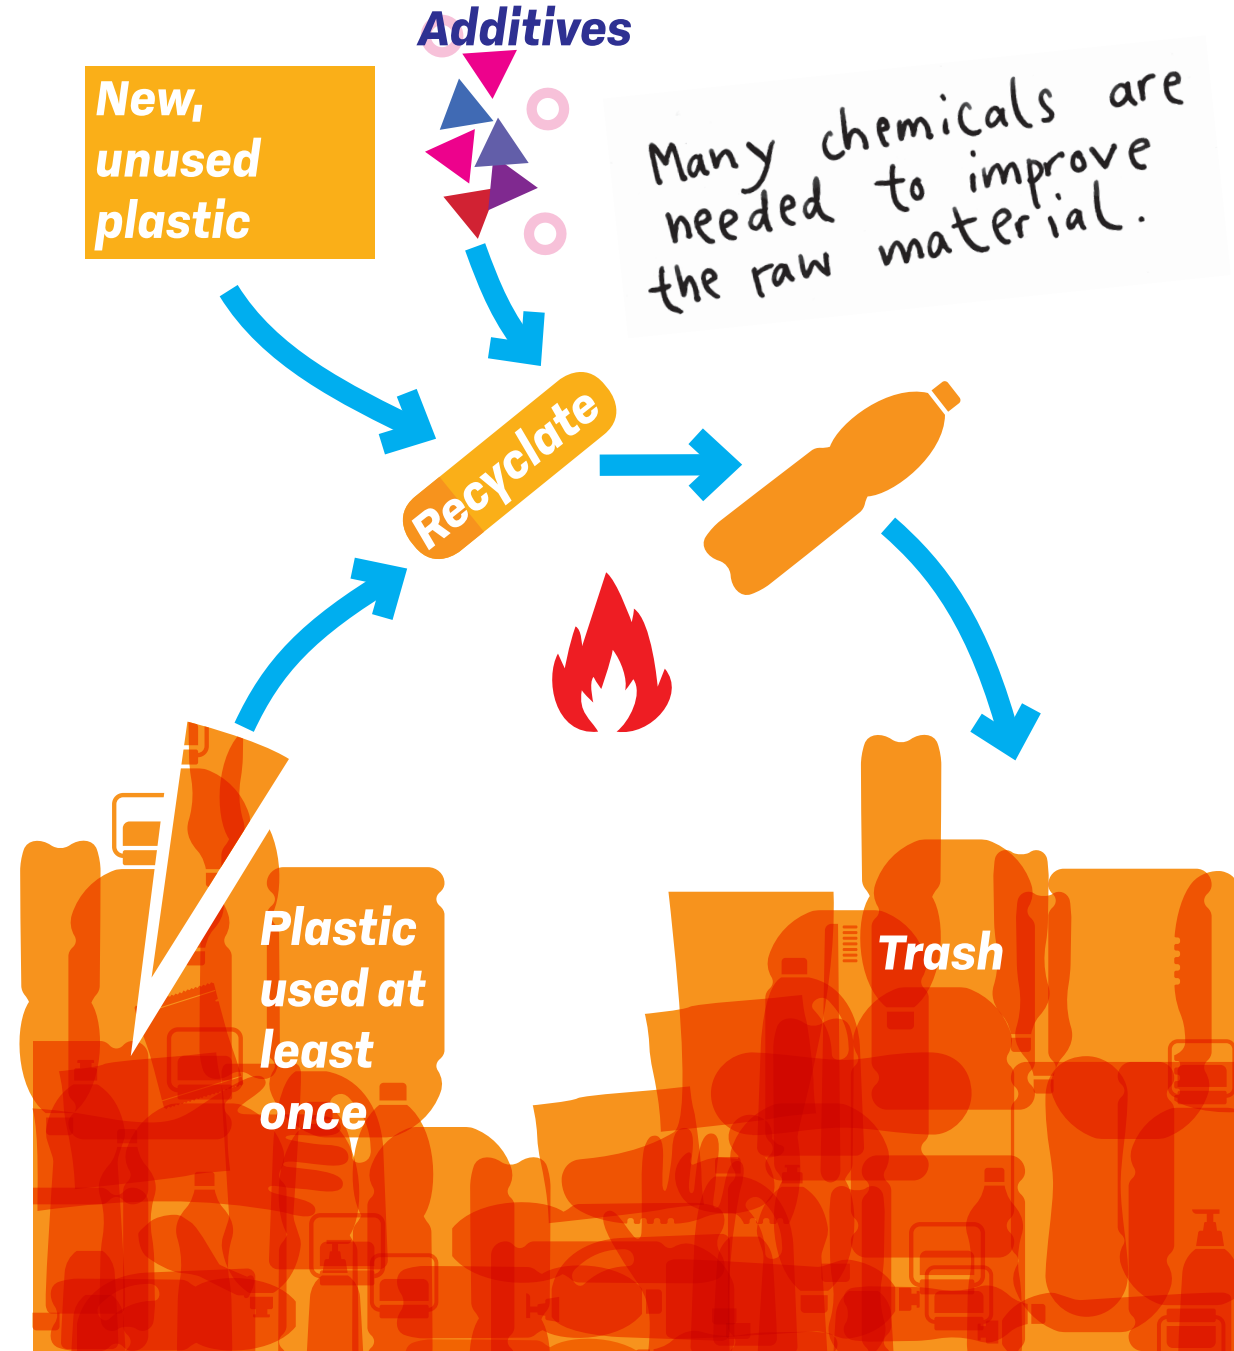 Additives
New,
unused
plastic
Many chemicals are
needed to improve
the raw material.
Recyclate
Plastic
used at
least
once
Trash